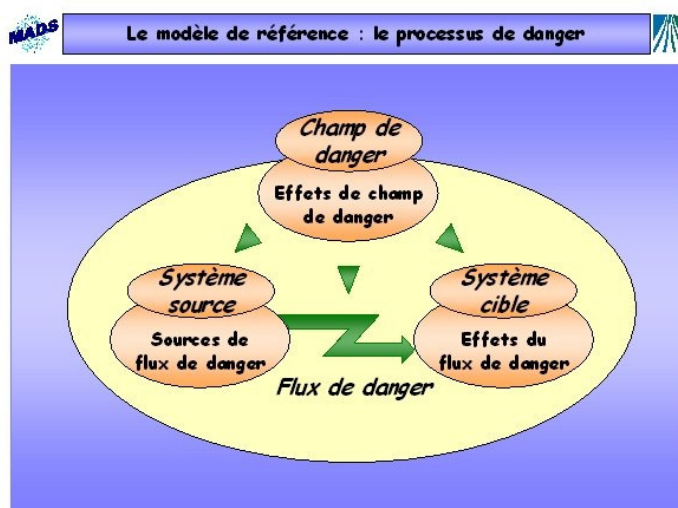 MADS
Le modèle de référence : le processus de danger
Champ de
danger
Effets de champ
de danger
Système
source
Sources de
flux de danger
Système
cible
Effets du
flux de danger
Flux de danger